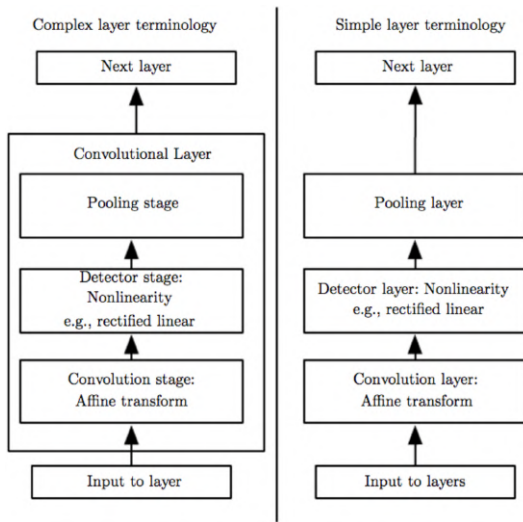 Complex layer terminology
Next layer
Convolutional Layer
Pooling stage
Detector stage:
Nonlinearity
e.g., rectified linear
Convolution stage:
Affine transform
Input to layer
Simple layer terminology
Next layer
Pooling layer
Detector layer: Nonlinearity
e.g., rectified linear
Convolution layer:
Affine transform
Input to layers